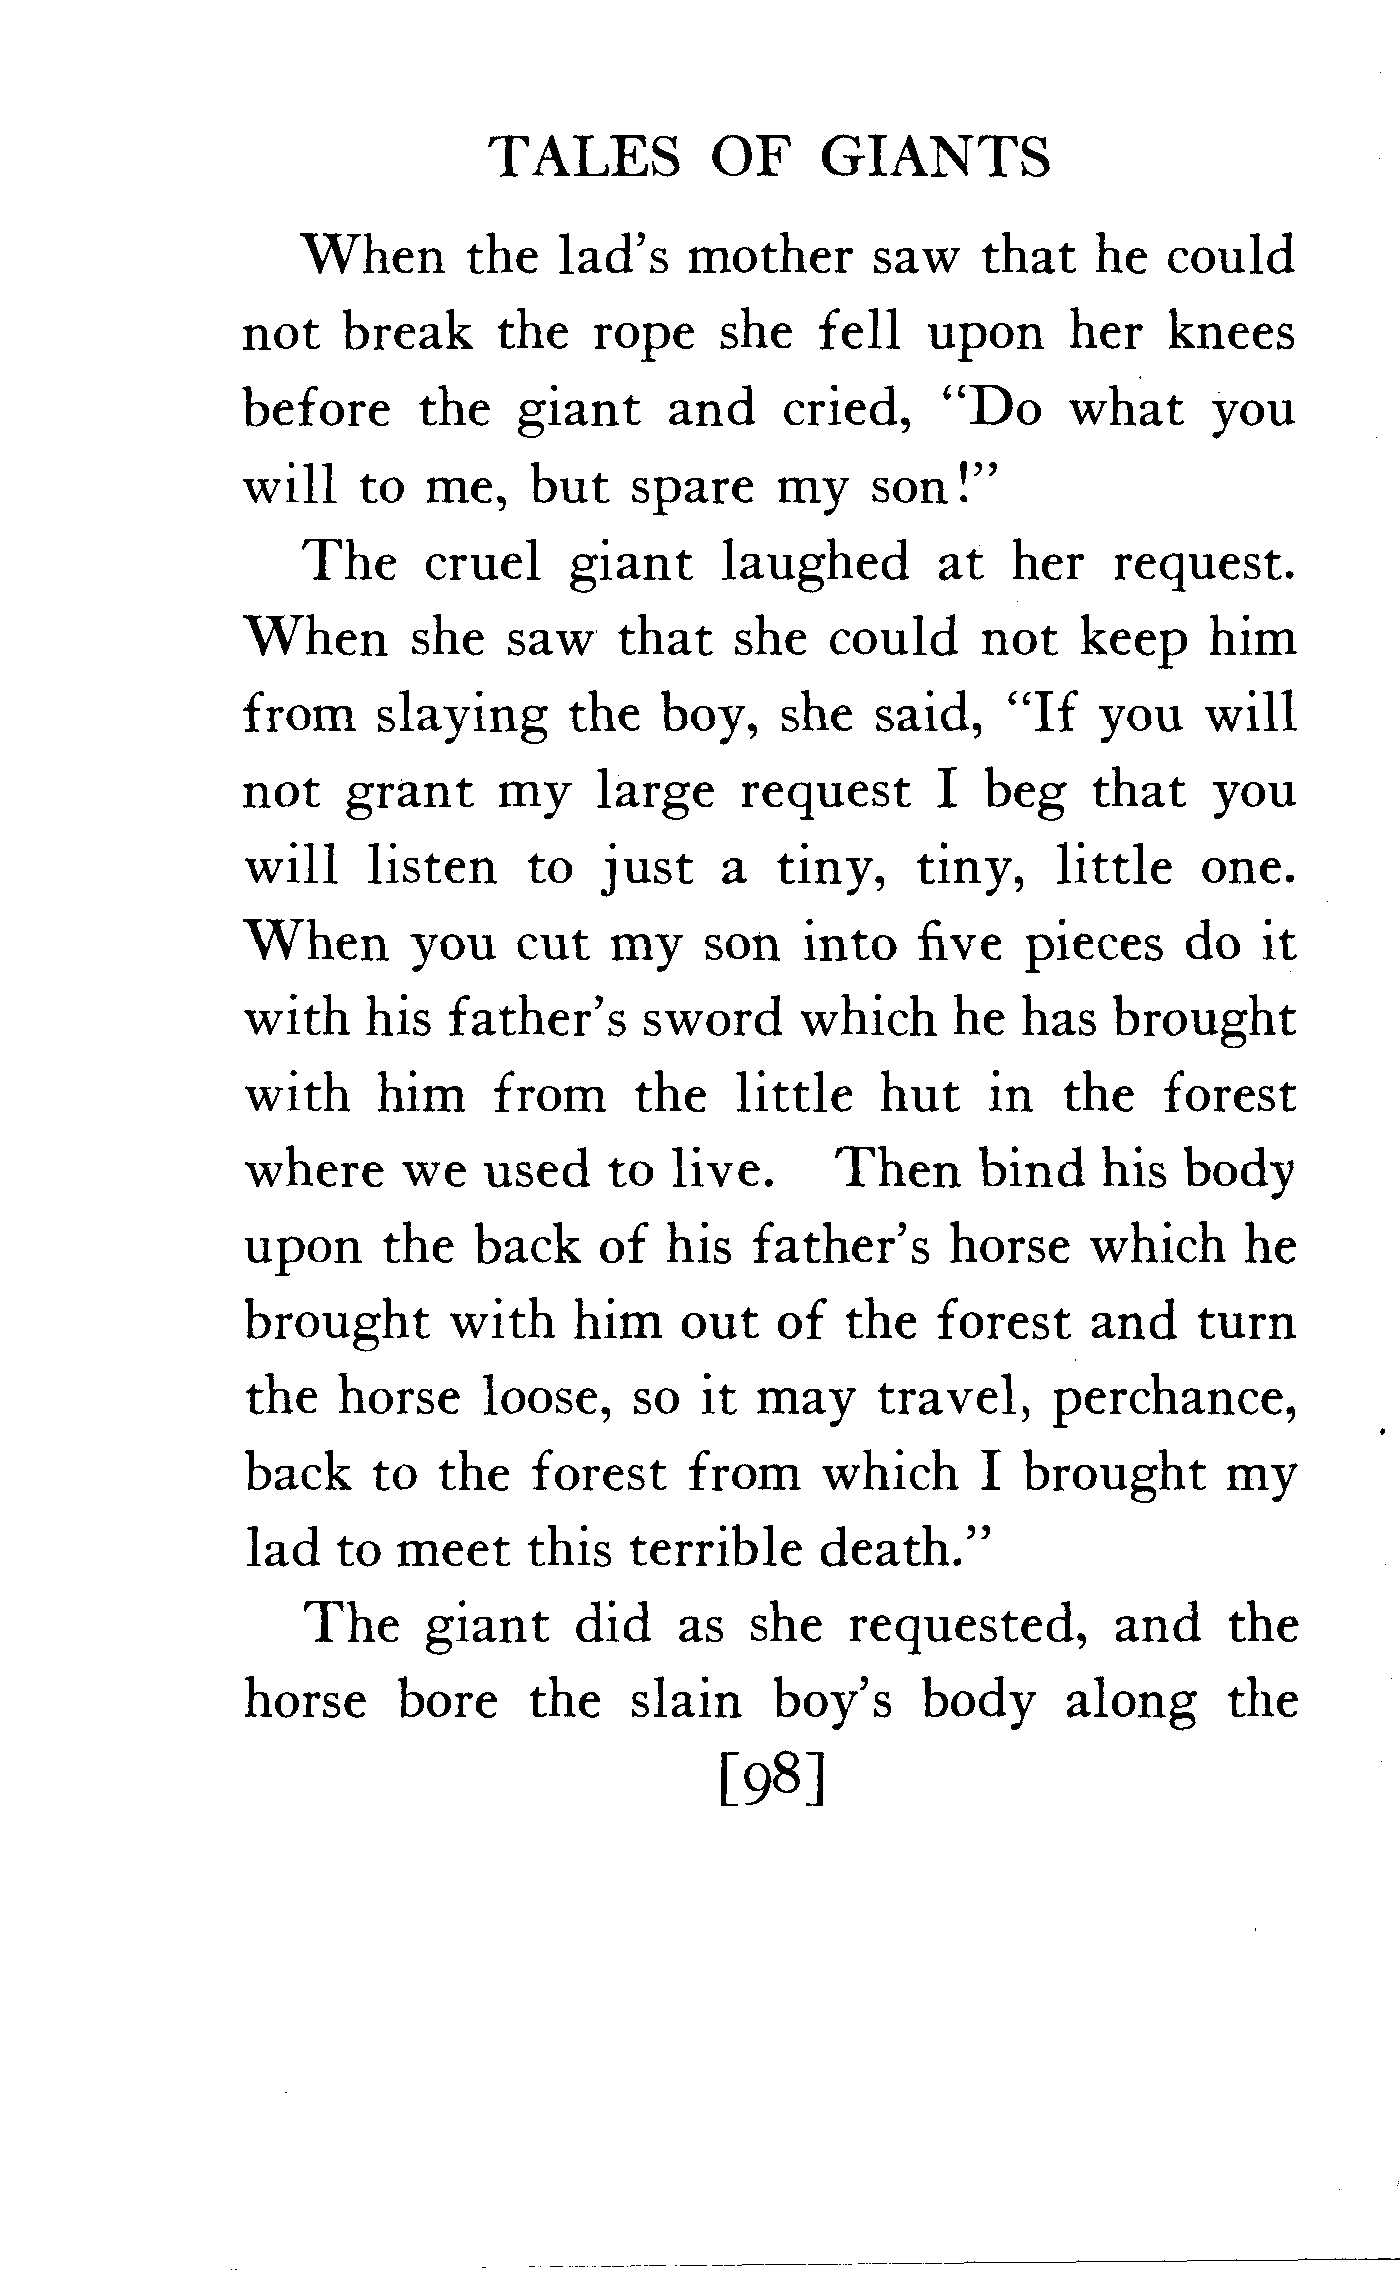 TALES OF GIANTS
When the lad's mother saw that he could
not break the rope she fell upon her knees
before the giant and cried, “Do what you
will to me, but spare my son!”
The cruel giant laughed at her request.
When she saw that she could not keep him
from slaying the boy, she said, “If you will
not grant my large request I beg that you
will listen to just a tiny, tiny, little one.
When you cut my son into five pieces do it
with his father's sword which he has brought
with him from the little hut in the forest
where we used to live. Then bind his body
upon the back of his father's horse which he
brought with him out of the forest and turn
the horse loose, so it may travel, perchance,
back to the forest from which I brought my
lad to meet this terrible death.”
The giant did as she requested, and the
horse bore the slain boy's body along the
[98]